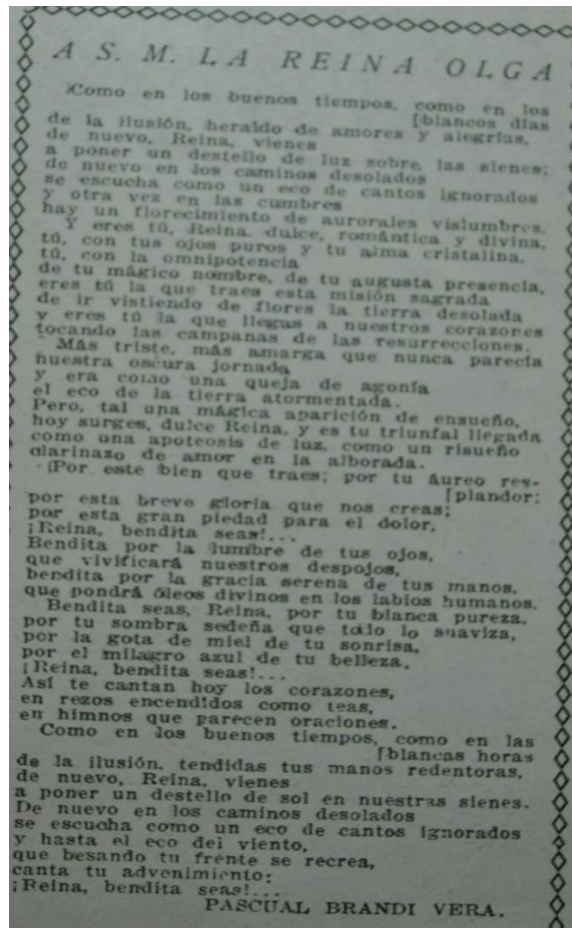 A S. M. LA REINA OLGA
Como en los buenos tiempos, como en los
[blancos días
de la ilusión, heraldo de amores y alegrías,
de nuevo, Reina, vienes
a poner un destello de luz sobre las sienes;
de nuevo en los caminos desolados
se escucha como un eco de cantos ignorados
y otra vez en las cumbres
hay un florecimiento de aurorales vislumbres.
Y eres tú, Reina, dulce, romántica y divina,
tú, con tus ojos puros y tu alma cristalina,
tú, con la omnipotencia
de tu mágico nombre, de tu augusta presencia,
eres tú la que traes esta misión sagrada
de ir vistiendo de flores la tierra desolada
y eres tú la que llegas a nuestros corazones
tocando las campanas de las resurrecciones.
Más triste, más amarga que nunca parecía
nuestra oscura jornada
y era como una queja de agonía
el eco de la tierra atormentada.
Pero, tal una mágica aparición de ensueño,
hoy surges, dulce Reina, y es tu triunfal llegada
como una apoteosis de luz, como un risueño
clarinazo de amor en la alborada.
¡Por este bien que traes; por tu áureo res-
[plandor;
por esta breve gloria que nos creas;
por esta gran piedad para el dolor,
¡Reina, bendita seas!...
Bendita por la lumbre de tus ojos,
que vivificará nuestros despojos,
bendita por la gracia serena de tus manos,
que pondrá óleos divinos en los labios humanos.
Bendita seas, Reina, por tu blanca pureza,
por tu sombra sedeña que todo lo suaviza,
por la gota de miel de tu sonrisa,
por el milagro azul de tu belleza.
¡Reina, bendita seas!...
Así te cantan hoy los corazones,
en rezos encendidos como teas,
en himnos que parecen oraciones.
Como en los buenos tiempos, como en las
[blancas horas
de la ilusión, tendidas tus manos redentoras,
de nuevo, Reina, vienes
a poner un destello de sol en nuestras sienes.
De nuevo en los caminos desolados
se escucha como un eco de cantos ignorados
y hasta el eco del viento,
que besando tu frente se recrea,
canta tu advenimiento:
¡Reina, bendita seas!...
PASCUAL BRANDI VERA.